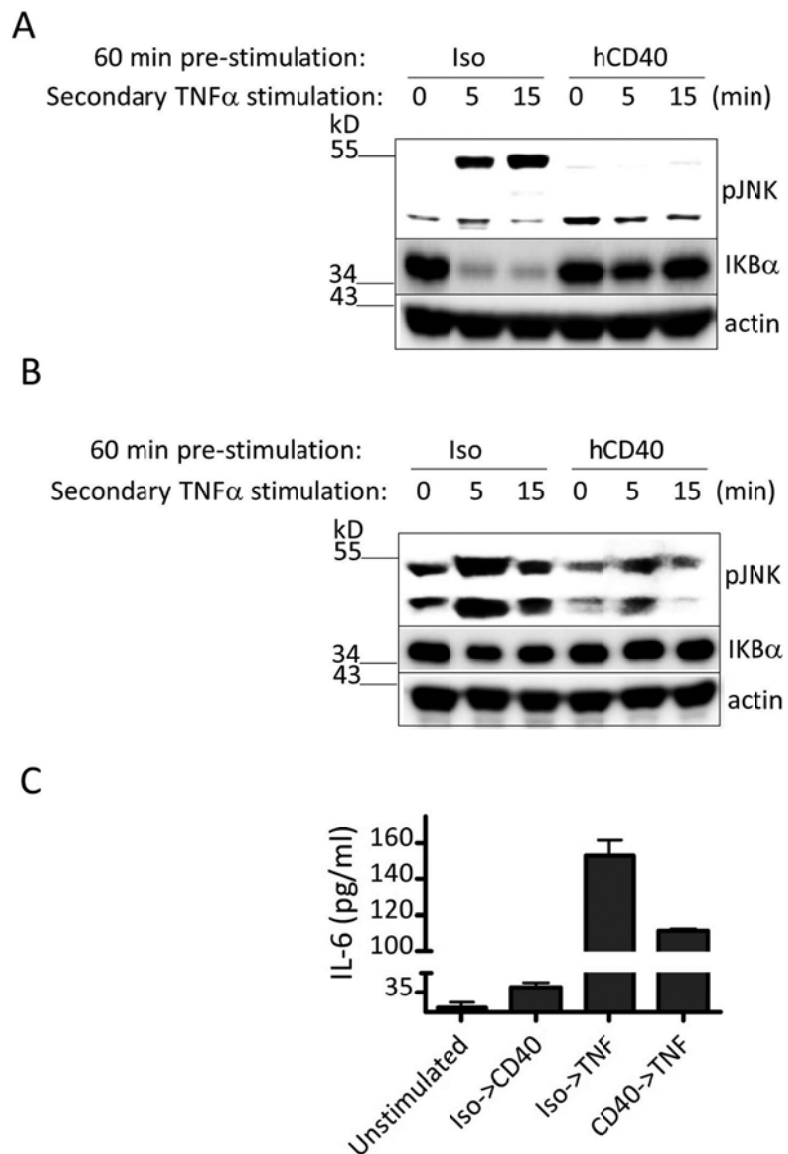 A
60 min pre-stimulation: Iso hCD40
Secondary TNFα stimulation: 0 5 15 0 5 15 (min)
kD
55
pJNK
IKBα
34
43
actin
B
60 min pre-stimulation: Iso hCD40
Secondary TNFα stimulation: 0 5 15 0 5 15 (min)
kD
55
pJNK
IKBα
34
43
actin
C
IL-6 (pg/ml)
160
140
120
100
35
Unstimulated
Iso->CD40
Iso->TNF
CD40->TNF